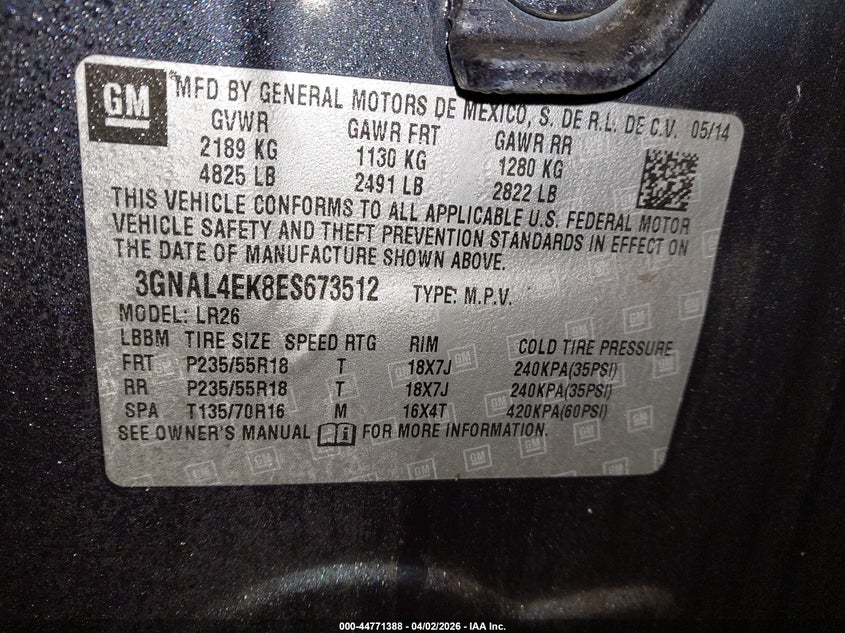 GM
® MFD BY GENERAL MOTORS DE MEXICO, S. DE R.L. DE C.V. 05/14
GVWR GAWR FRT GAWR RR
2189 KG 1130 KG 1280 KG
4825 LB 2491 LB 2822 LB
THIS VEHICLE CONFORMS TO ALL APPLICABLE U.S. FEDERAL MOTOR
VEHICLE SAFETY AND THEFT PREVENTION STANDARDS IN EFFECT ON
THE DATE OF MANUFACTURE SHOWN ABOVE.
3GNAL4EK8ES673512 TYPE: M.P.V.
MODEL: LR26
LBBM TIRE SIZE SPEED RTG RIM COLD TIRE PRESSURE
FRT P235/55R18 T 18X7J 240KPA(35PSI)
RR P235/55R18 T 18X7J 240KPA(35PSI)
SPA T135/70R16 M 16X4T 420KPA(60PSI)
SEE OWNER'S MANUAL FOR MORE INFORMATION.
000-44771388 - 04/02/2026 - IAA Inc.